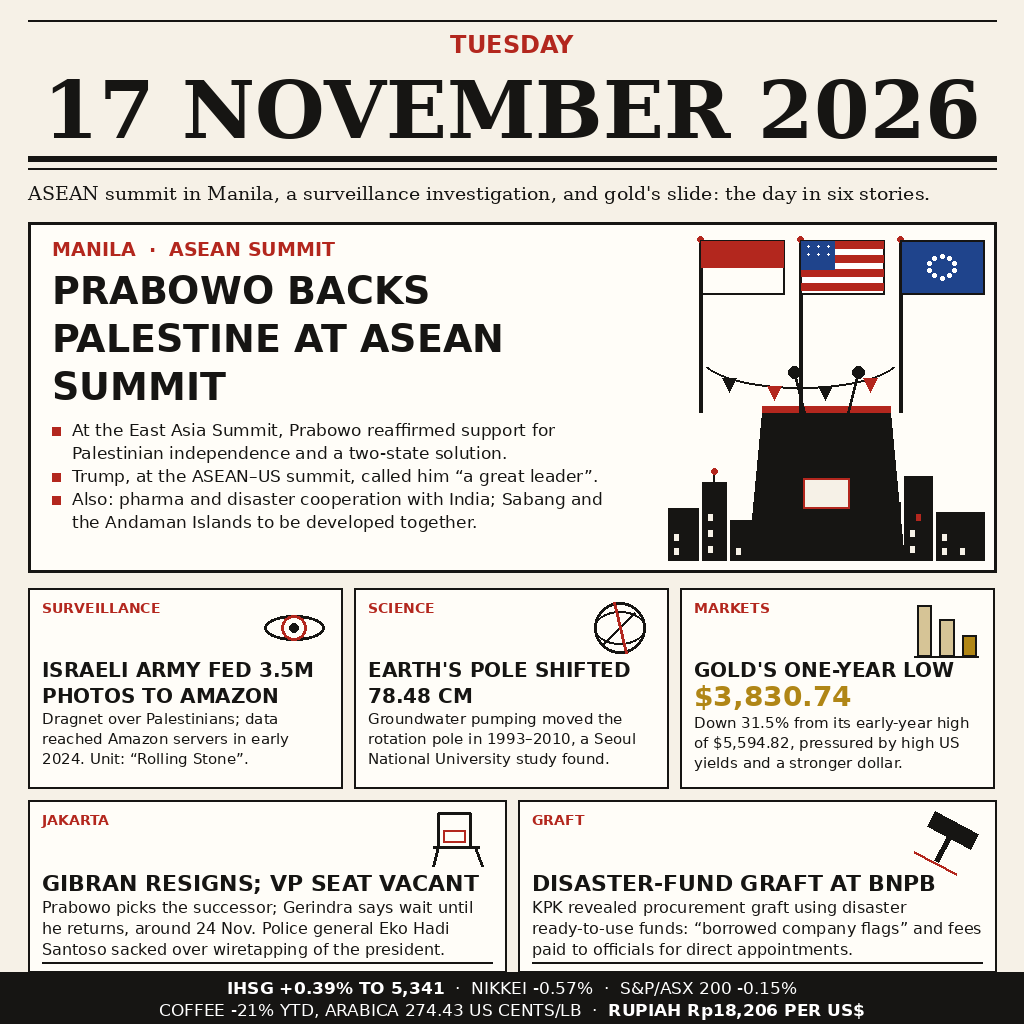 TUESDAY
17 NOVEMBER 2026
ASEAN summit in Manila, a surveillance investigation, and gold's slide: the day in six stories.
MANILA · ASEAN SUMMIT
PRABOWO BACKS
PALESTINE AT ASEAN
SUMMIT
At the East Asia Summit, Prabowo reaffirmed support for
Palestinian independence and a two-state solution.
Trump, at the ASEAN–US summit, called him “a great leader”.
Also: pharma and disaster cooperation with India; Sabang and
the Andaman Islands to be developed together.
SURVEILLANCE
ISRAELI ARMY FED 3.5M
PHOTOS TO AMAZON
Dragnet over Palestinians; data
reached Amazon servers in early
2024. Unit: “Rolling Stone”.
SCIENCE
EARTH'S POLE SHIFTED
78.48 CM
Groundwater pumping moved the
rotation pole in 1993–2010, a Seoul
National University study found.
MARKETS
GOLD'S ONE-YEAR LOW
$3,830.74
Down 31.5% from its early-year high
of $5,594.82, pressured by high US
yields and a stronger dollar.
JAKARTA
GIBRAN RESIGNS; VP SEAT VACANT
Prabowo picks the successor; Gerindra says wait until
he returns, around 24 Nov. Police general Eko Hadi
Santoso sacked over wiretapping of the president.
GRAFT
DISASTER-FUND GRAFT AT BNPB
KPK revealed procurement graft using disaster
ready-to-use funds: “borrowed company flags” and fees
paid to officials for direct appointments.
IHSG +0.39% TO 5,341 · NIKKEI -0.57% · S&P/ASX 200 -0.15%
COFFEE -21% YTD, ARABICA 274.43 US CENTS/LB · RUPIAH Rp18,206 PER US$